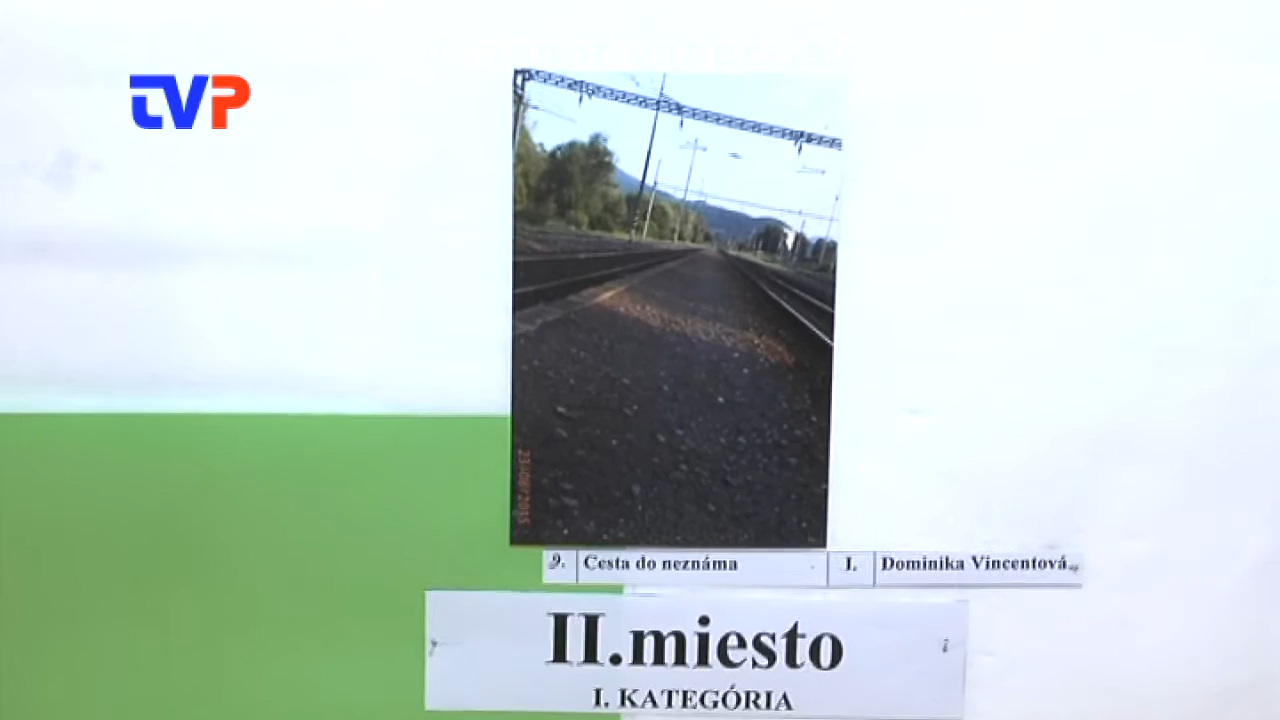 TVP
23/08/2015
9. Cesta do neznáma I. Dominika Vincentová
II.miesto
I. KATEGÓRIA